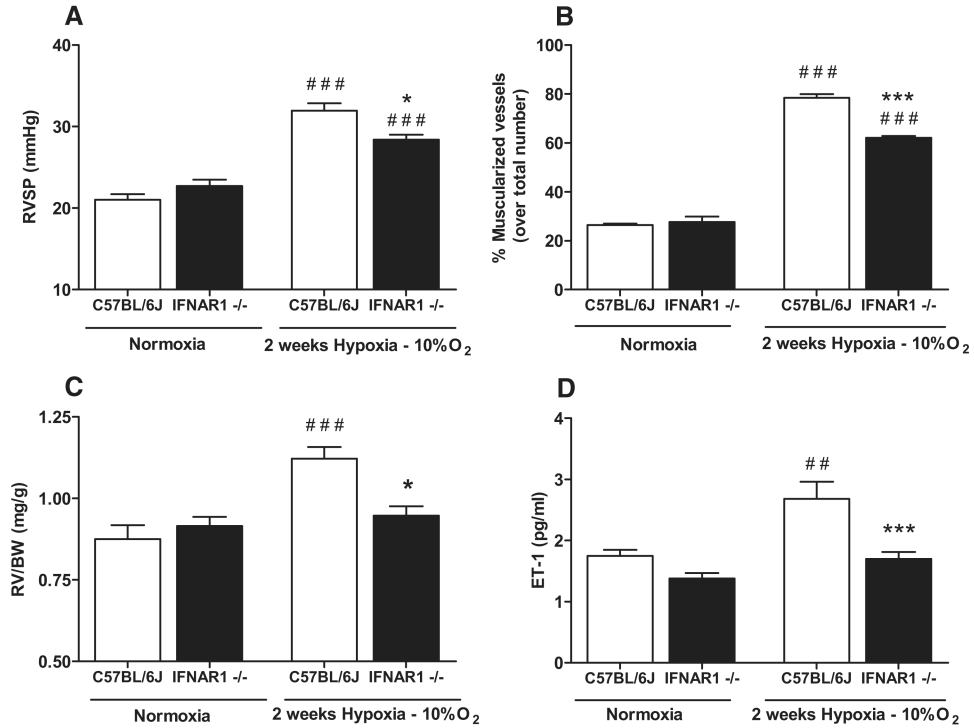 A
RVSP (mmHg)
40
30
20
10
# # #
*
# # #
C57BL/6J IFNAR1 -/- C57BL/6J IFNAR1 -/-
Normoxia 2 weeks Hypoxia - 10%O2
B
% Muscularized vessels
(over total number)
100
80
60
40
20
0
# # #
***
# # #
C57BL/6J IFNAR1 -/- C57BL/6J IFNAR1 -/-
Normoxia 2 weeks Hypoxia - 10%O2
C
RV/BW (mg/g)
1.25
1.00
0.75
0.50
# # #
*
C57BL/6J IFNAR1 -/- C57BL/6J IFNAR1 -/-
Normoxia 2 weeks Hypoxia - 10%O2
D
ET-1 (pg/ml)
4
3
2
1
0
# #
***
C57BL/6J IFNAR1 -/- C57BL/6J IFNAR1 -/-
Normoxia 2 weeks Hypoxia - 10%O2